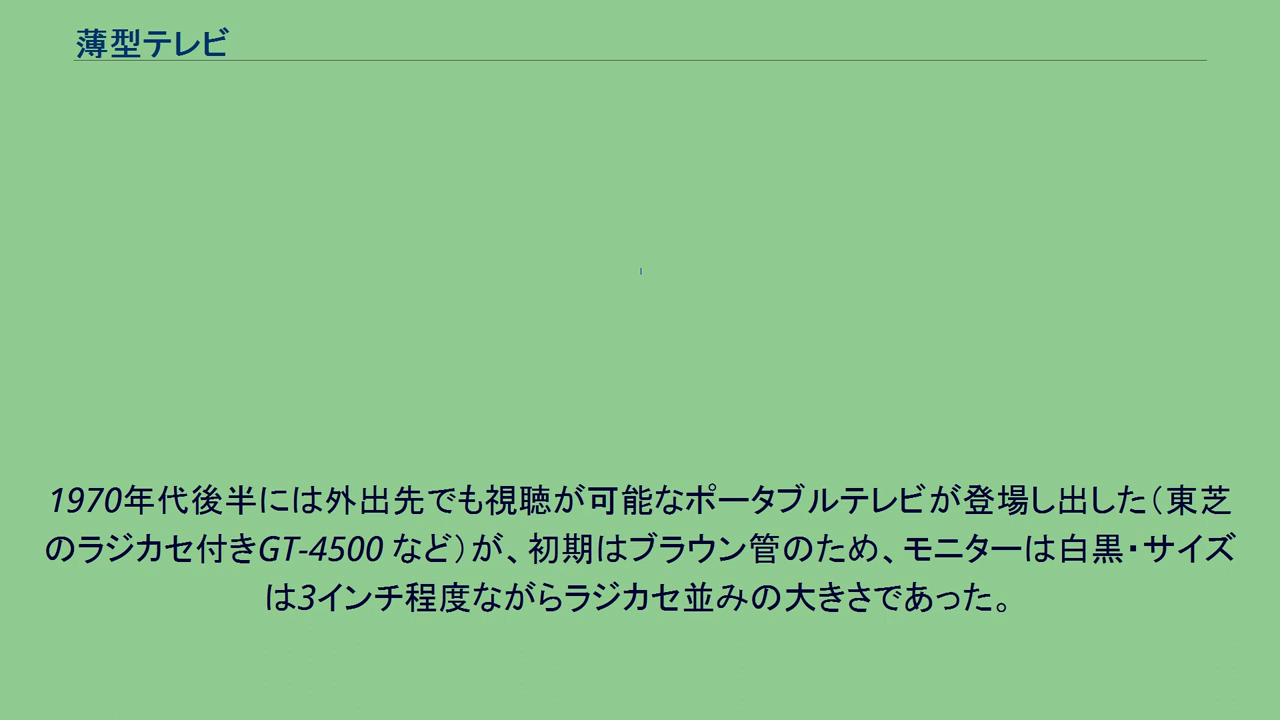 薄型テレビ
1970年代後半には外出先でも視聴が可能なポータブルテレビが登場し出した（東芝
のラジカセ付きGT-4500 など）が、初期はブラウン管のため、モニターは白黒・サイズ
は3インチ程度ながらラジカセ並みの大きさであった。